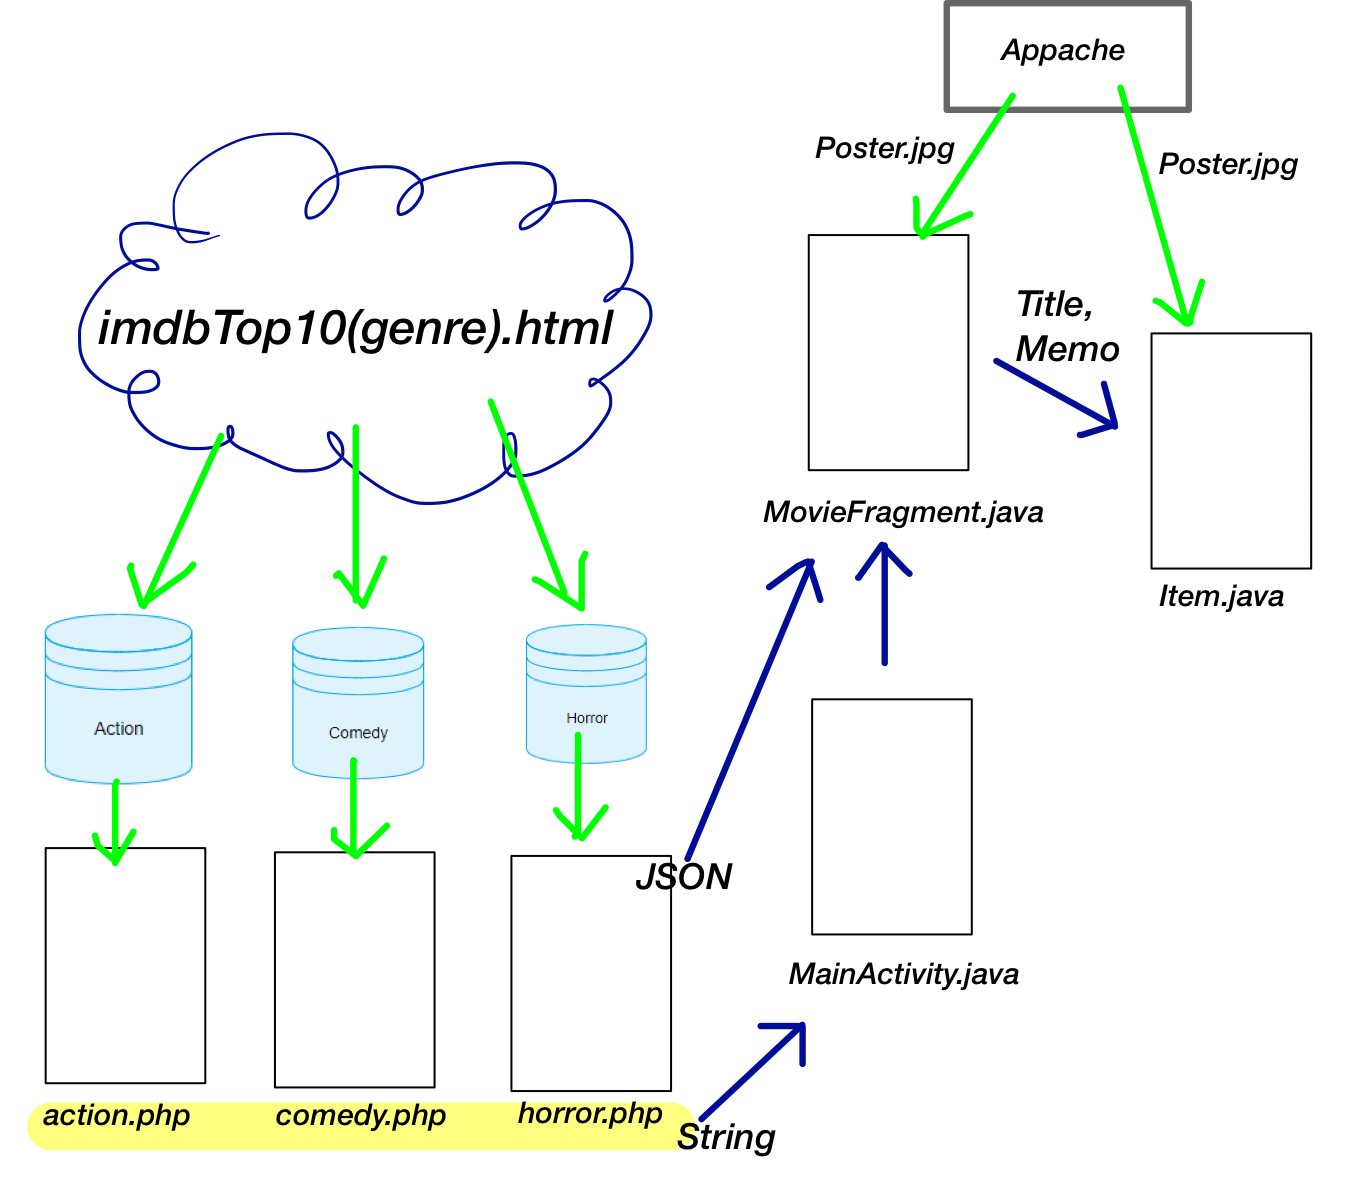 Appache
Poster.jpg
Poster.jpg
imdbTop10(genre).html
Title,
Memo
MovieFragment.java
Item.java
Action
Comedy
Horror
JSON
MainActivity.java
action.php
comedy.php
horror.php
String